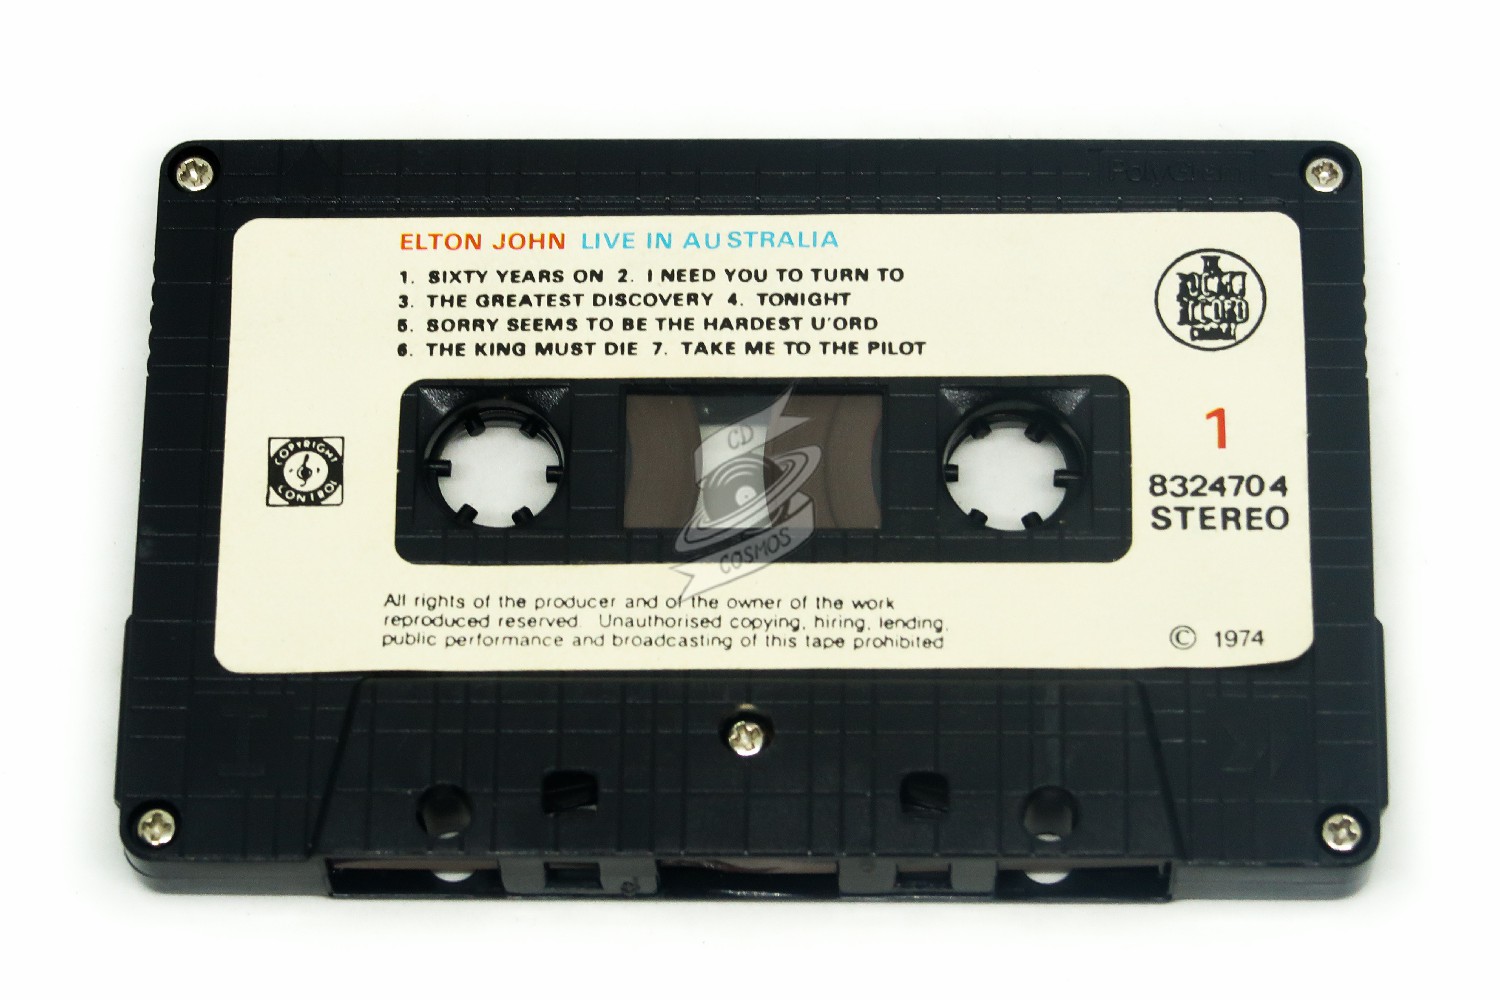 ELTON JOHN LIVE IN AUSTRALIA
1. SIXTY YEARS ON 2. I NEED YOU TO TURN TO
3. THE GREATEST DISCOVERY 4. TONIGHT
5. SORRY SEEMS TO BE THE HARDEST U'ORD
6. THE KING MUST DIE 7. TAKE ME TO THE PILOT
COPYRIGHT
CONTROL
CD
COSMOS
1
8324704
STEREO
All rights of the producer and of the owner of the work
reproduced reserved Unauthorised copying, hiring, lending,
public performance and broadcasting of this tape prohibited
© 1974